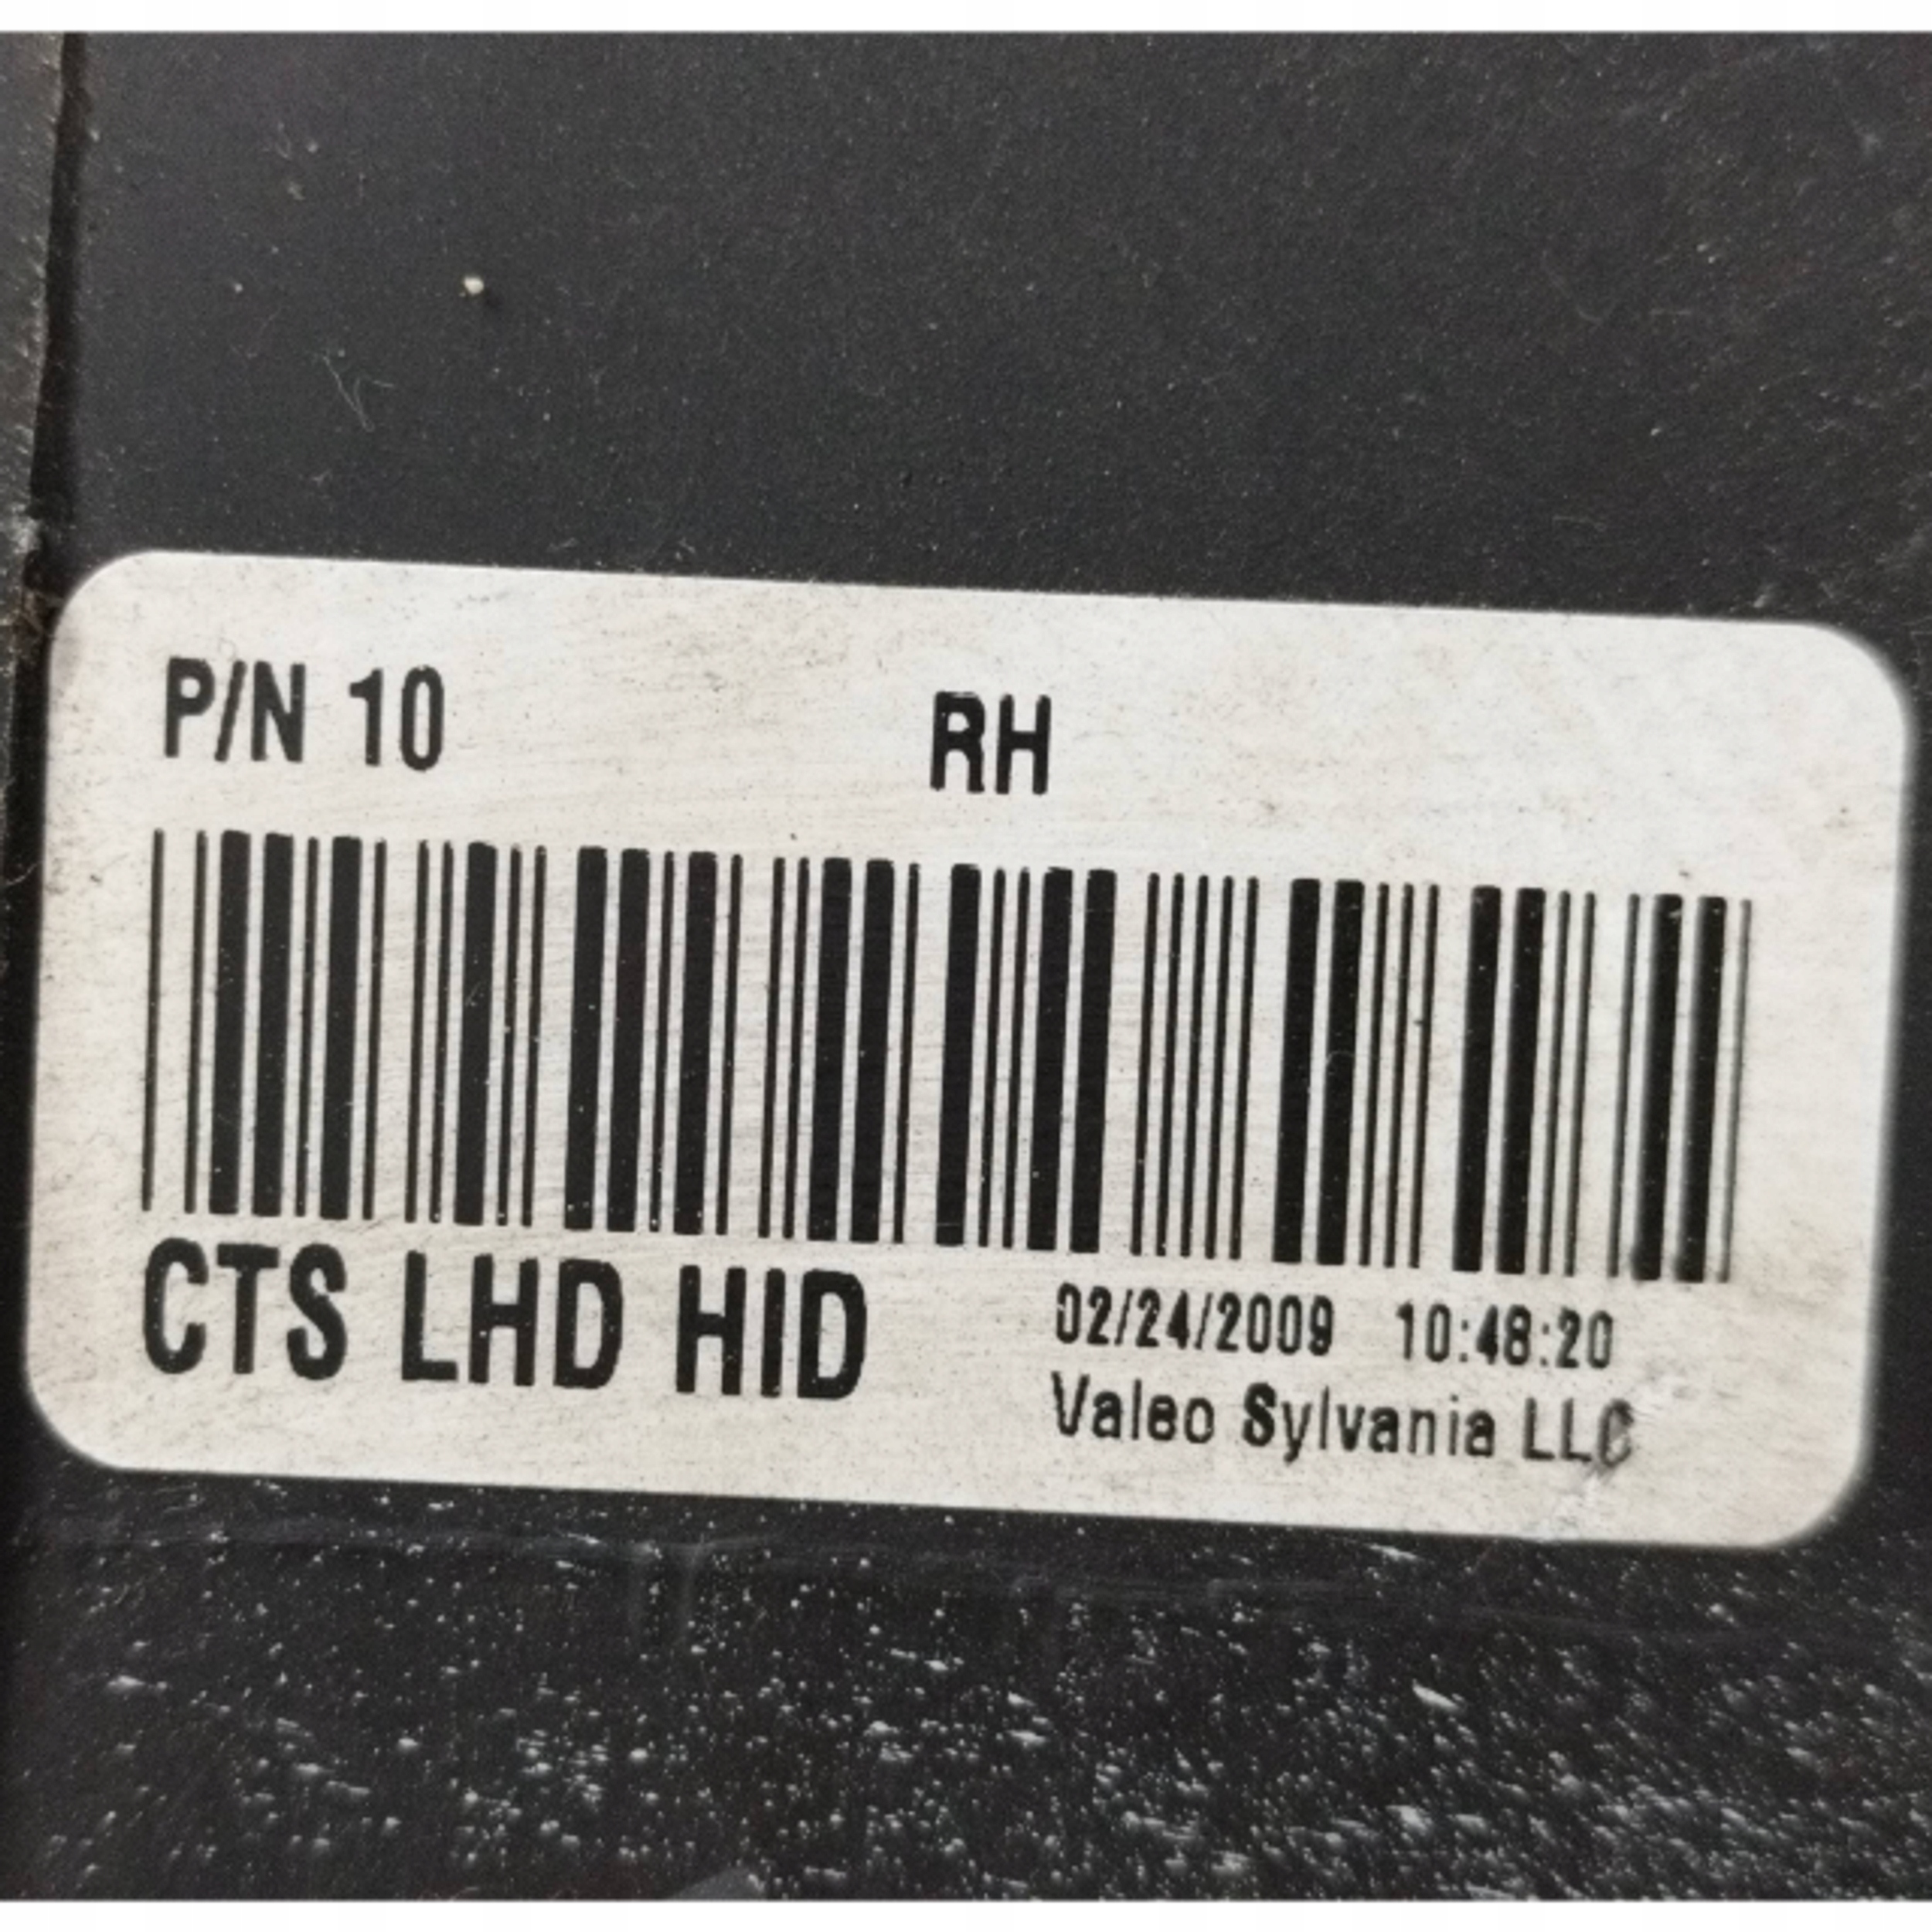 P/N 10 RH
CTS LHD HID
02/24/2009 10:48:20
Valeo Sylvania LLC